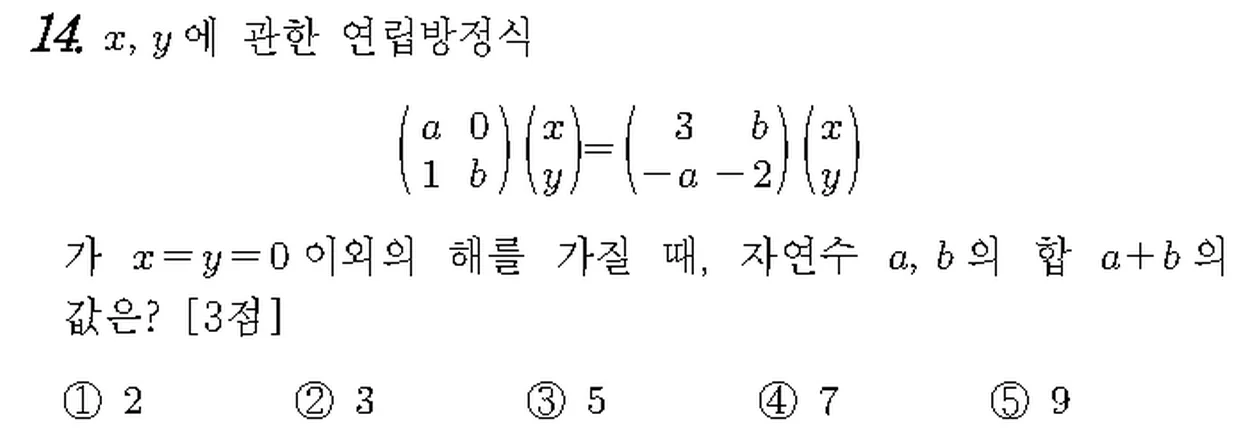 14. x, y에 관한 연립방정식
(a 0) (x) = (3 b) (x)
(1 b) (y) (-a -2) (y)
가 x=y=0 이외의 해를 가질 때, 자연수 a, b의 합 a+b의
값은? [3점]
① 2 ② 3 ③ 5 ④ 7 ⑤ 9